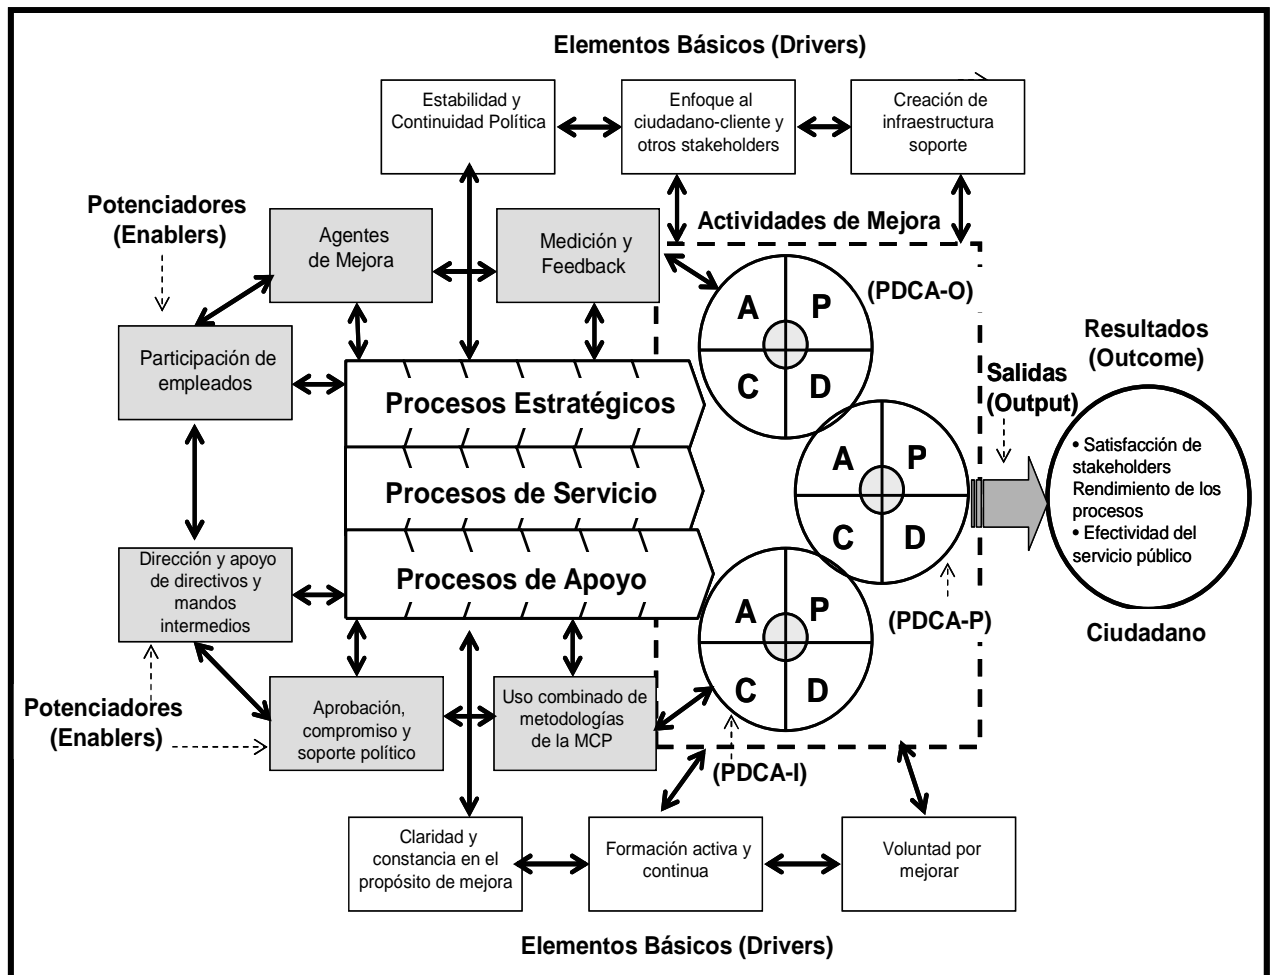 Elementos Básicos (Drivers)
Estabilidad y
Continuidad Política
Enfoque al
ciudadano-cliente y
otros stakeholders
Creación de
infraestructura
soporte
Potenciadores
(Enablers)
Agentes
de Mejora
Medición y
Feedback
Actividades de Mejora
A
P
C
D
(PDCA-O)
Participación de
empleados
Procesos Estratégicos
Procesos de Servicio
Procesos de Apoyo
A
P
C
D
(PDCA-P)
Salidas
(Output)
Resultados
(Outcome)
• Satisfacción de
stakeholders
Rendimiento de los
procesos
• Efectividad del
servicio público
Ciudadano
Dirección y apoyo
de directivos y
mandos
intermedios
A
P
C
D
(PDCA-I)
Potenciadores
(Enablers)
Aprobación,
compromiso y
soporte político
Uso combinado de
metodologías
de la MCP
Claridad y
constancia en el
propósito de mejora
Formación activa y
continua
Voluntad por
mejorar
Elementos Básicos (Drivers)